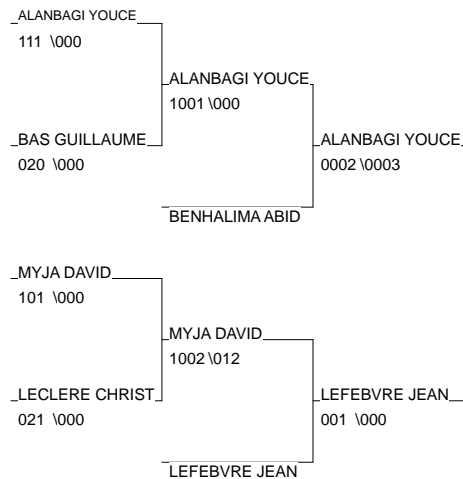 ALANBAGI YOUCE
111 \000
ALANBAGI YOUCE
1001 \000
BAS GUILLAUME
020 \000
ALANBAGI YOUCE
0002 \0003
BENHALIMA ABID
MYJA DAVID
101 \000
MYJA DAVID
1002 \012
LECLERE CHRIST
021 \000
LEFEBVRE JEAN
001 \000
LEFEBVRE JEAN